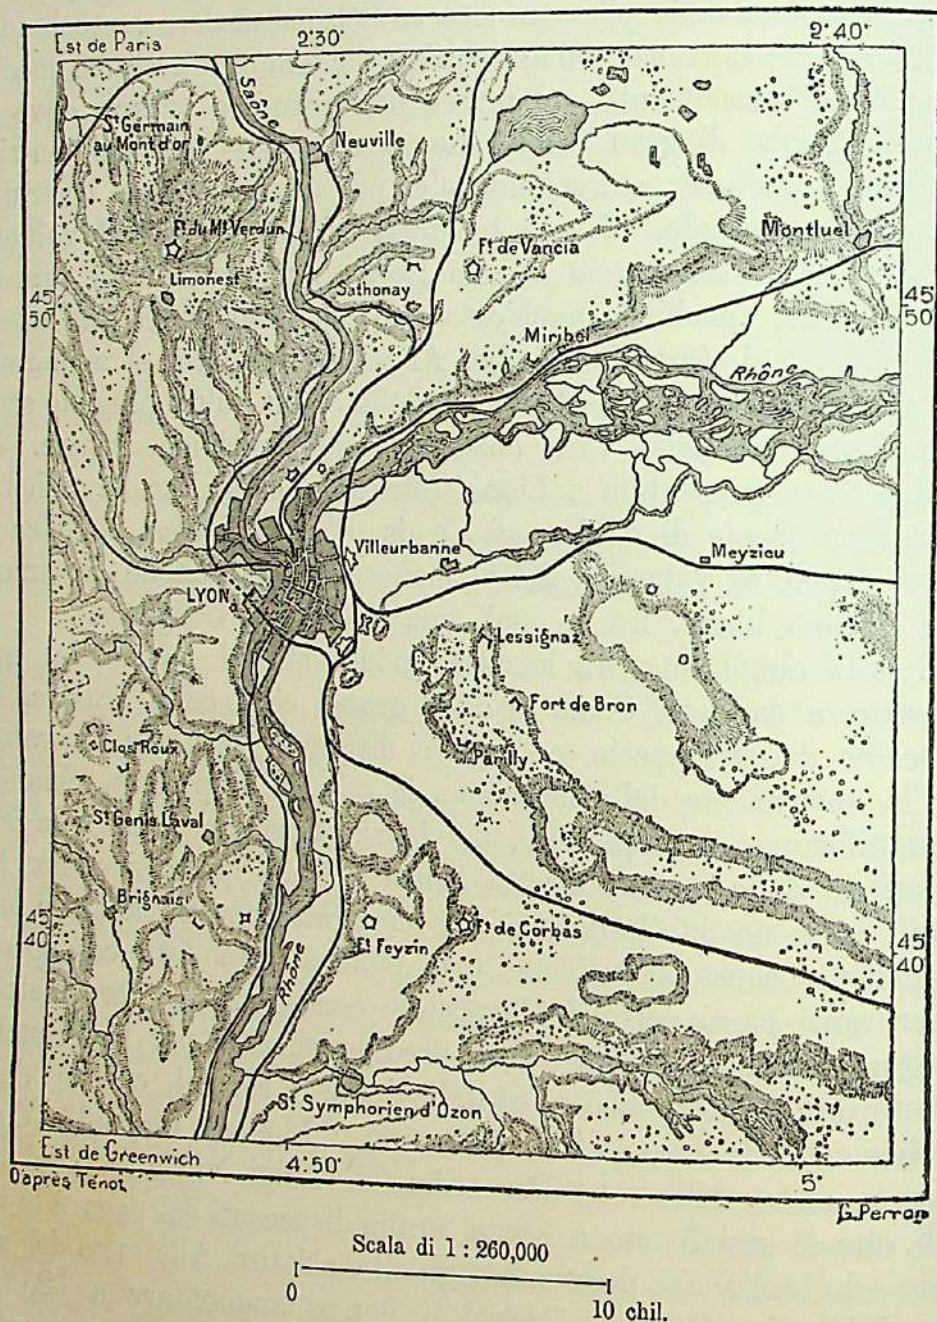 Est de Paris
2°30'
2°40'
Saône
St Germain
au Mont d'or
Neuville
Ft du Mt Verdun
Ft de Vancia
Montluel
Limonest
Sathonay
45
50
45
50
Miribel
Rhône
Villeurbanne
Meyzieu
LYON
Lessignaz
Fort de Bron
Clos Roux
Parilly
St Genis Laval
Brignais
45
40
Ft Feyzin
Ft de Corbas
45
40
Rhône
St Symphorien d'Ozon
Est de Greenwich
4°50'
5°
D'après Ténot
G. Perron
Scala di 1 : 260,000
0
10 chil.